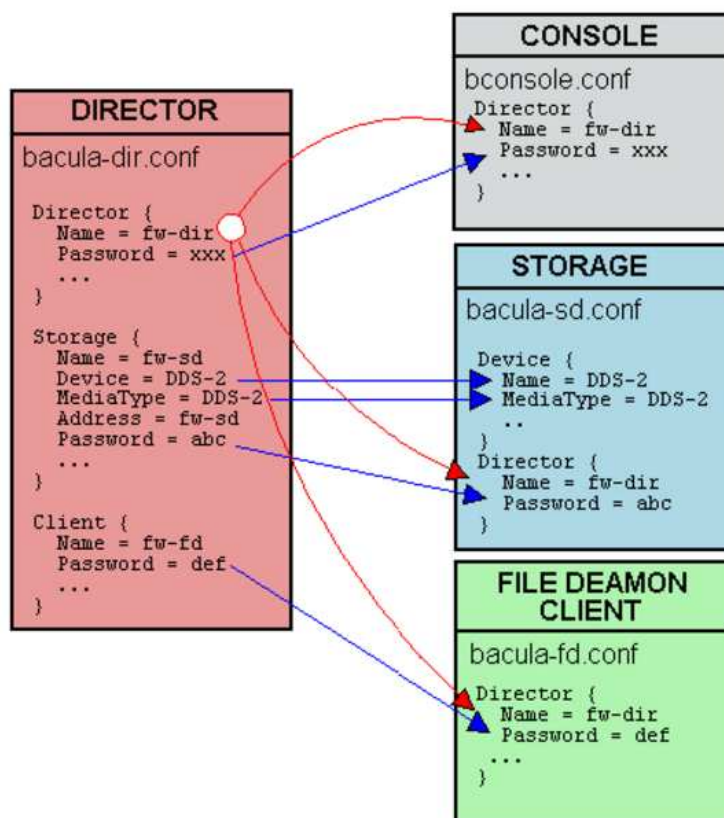 DIRECTOR
bacula-dir.conf
Director {
Name = fw-dir
Password = xxx
...
}
Storage {
Name = fw-sd
Device = DDS-2
MediaType = DDS-2
Address = fw-sd
Password = abc
...
}
Client {
Name = fw-fd
Password = def
...
}
CONSOLE
bconsole.conf
Director {
Name = fw-dir
Password = xxx
...
}
STORAGE
bacula-sd.conf
Device {
Name = DDS-2
MediaType = DDS-2
..
}
Director {
Name = fw-dir
Password = abc
}
FILE DEAMON
CLIENT
bacula-fd.conf
Director {
Name = fw-dir
Password = def
...
}